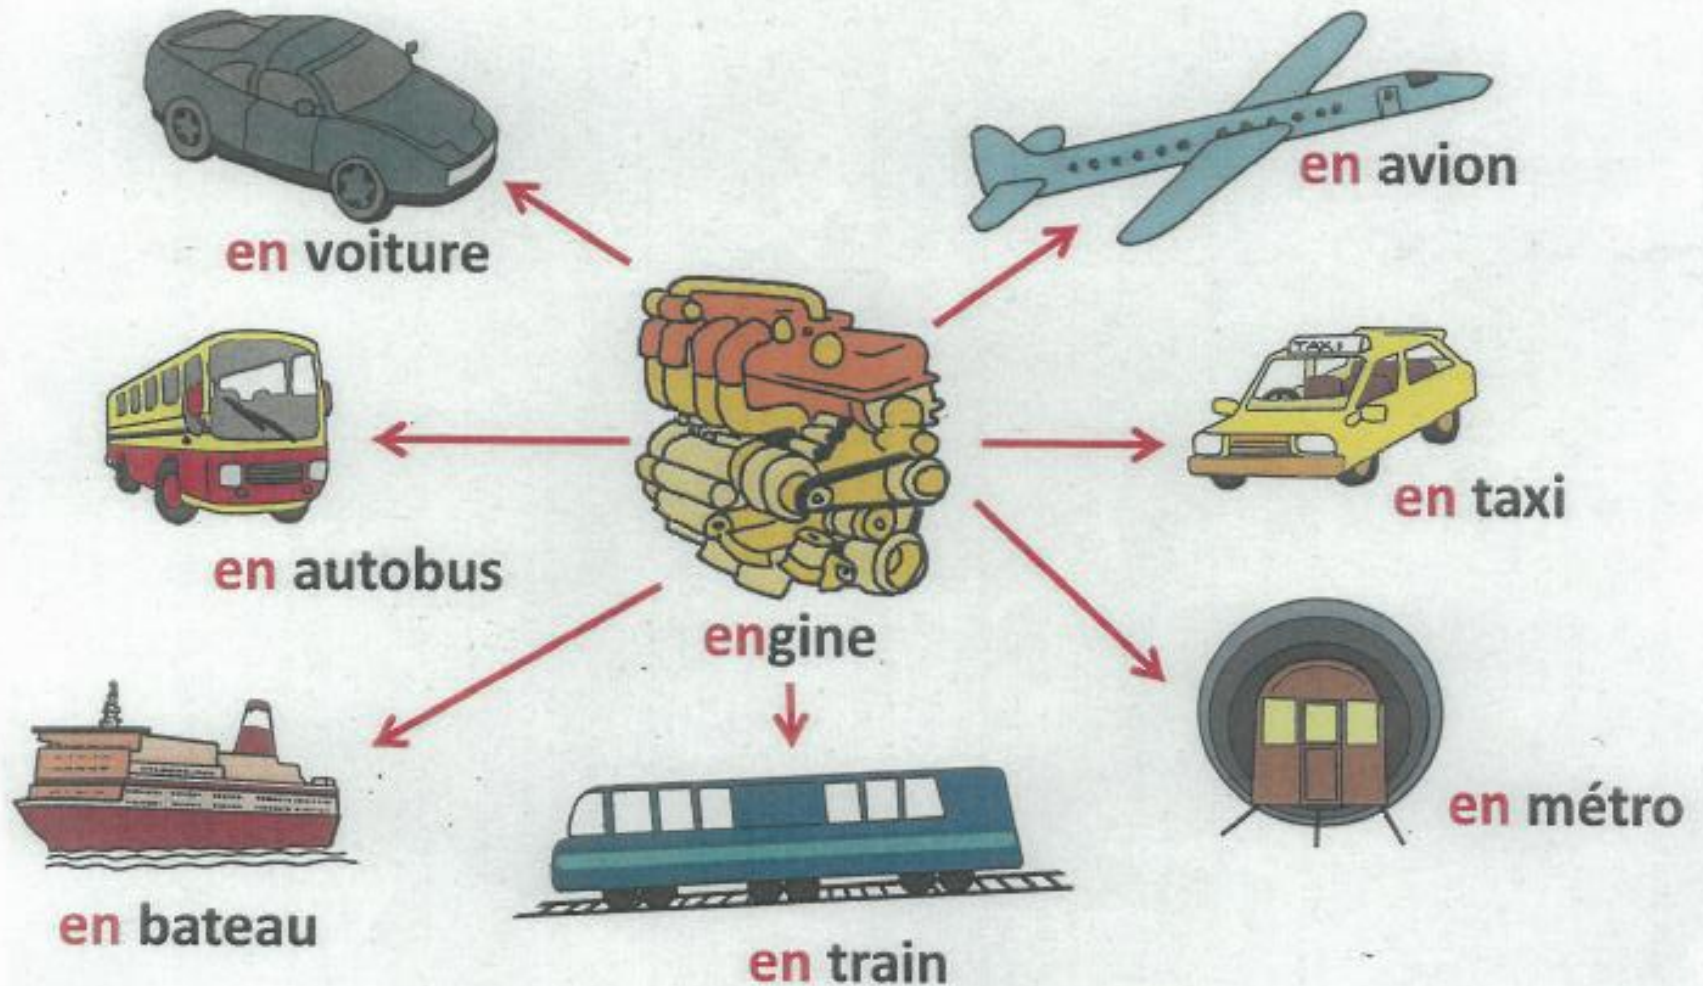 en voiture
en avion
TAXI
en autobus
en taxi
engine
en bateau
en train
en métro